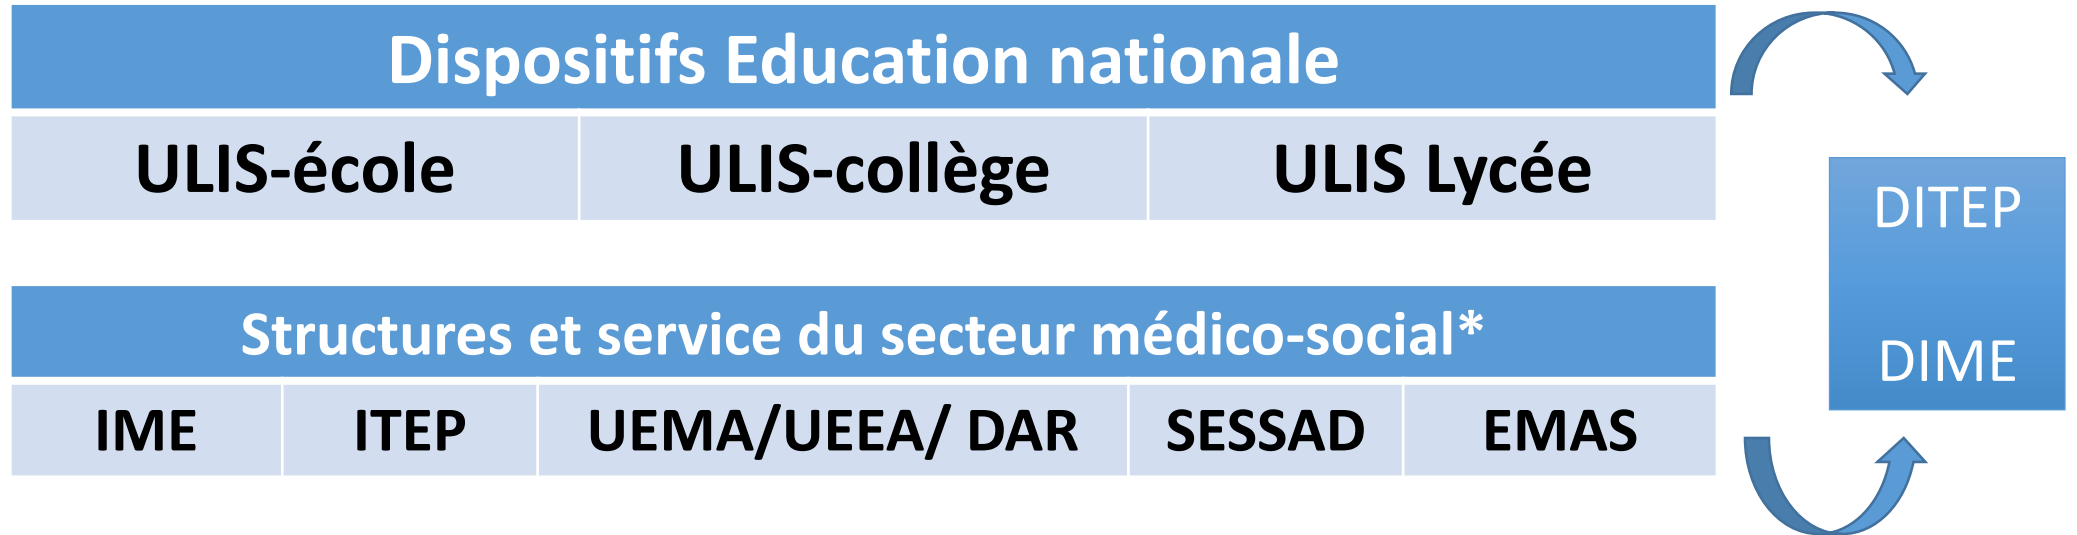 Dispositifs Education nationale
ULIS-école ULIS-collège ULIS Lycée
DITEP
Structures et service du secteur médico-social*
DIME
IME ITEP UEMA/UEEA/ DAR SESSAD EMAS